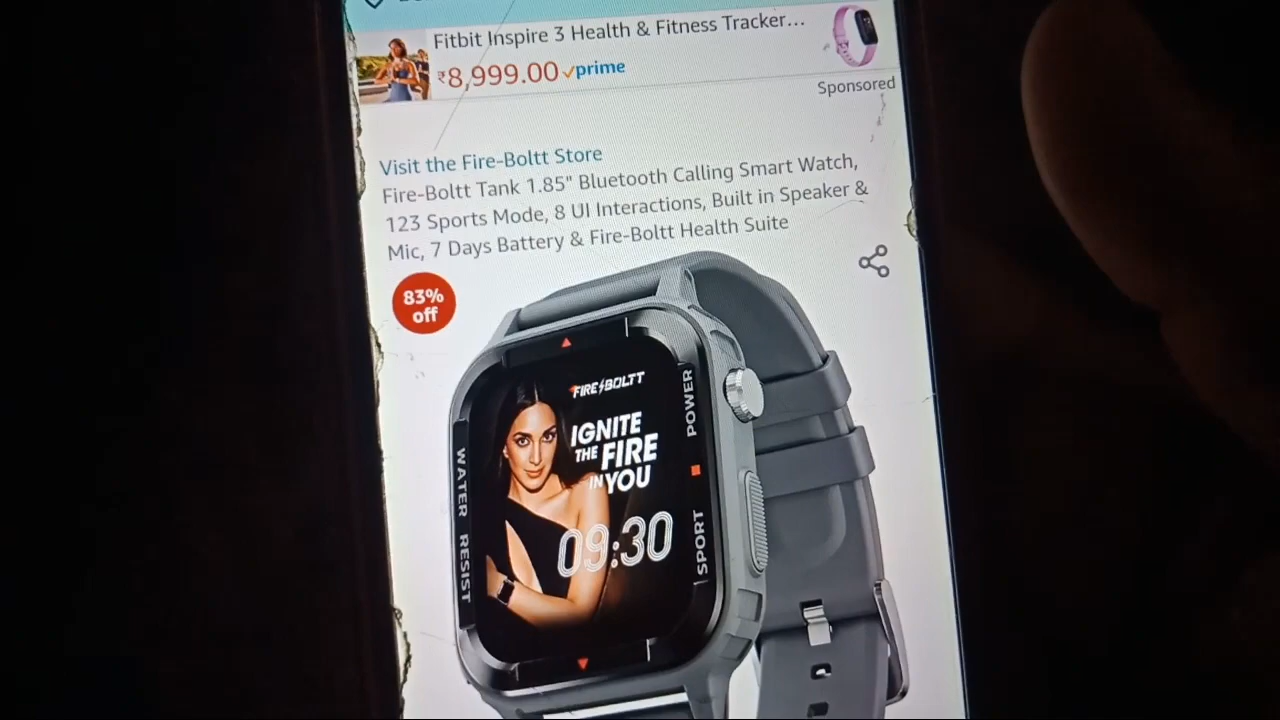 Fitbit Inspire 3 Health & Fitness Tracker...
₹8,999.00 prime
Sponsored
Visit the Fire-Boltt Store
Fire-Boltt Tank 1.85" Bluetooth Calling Smart Watch,
123 Sports Mode, 8 UI Interactions, Built in Speaker &
Mic, 7 Days Battery & Fire-Boltt Health Suite
83%
off
FIRE BOLTT
IGNITE
THE FIRE
IN YOU
09:30
POWER
SPORT
WATER RESIST